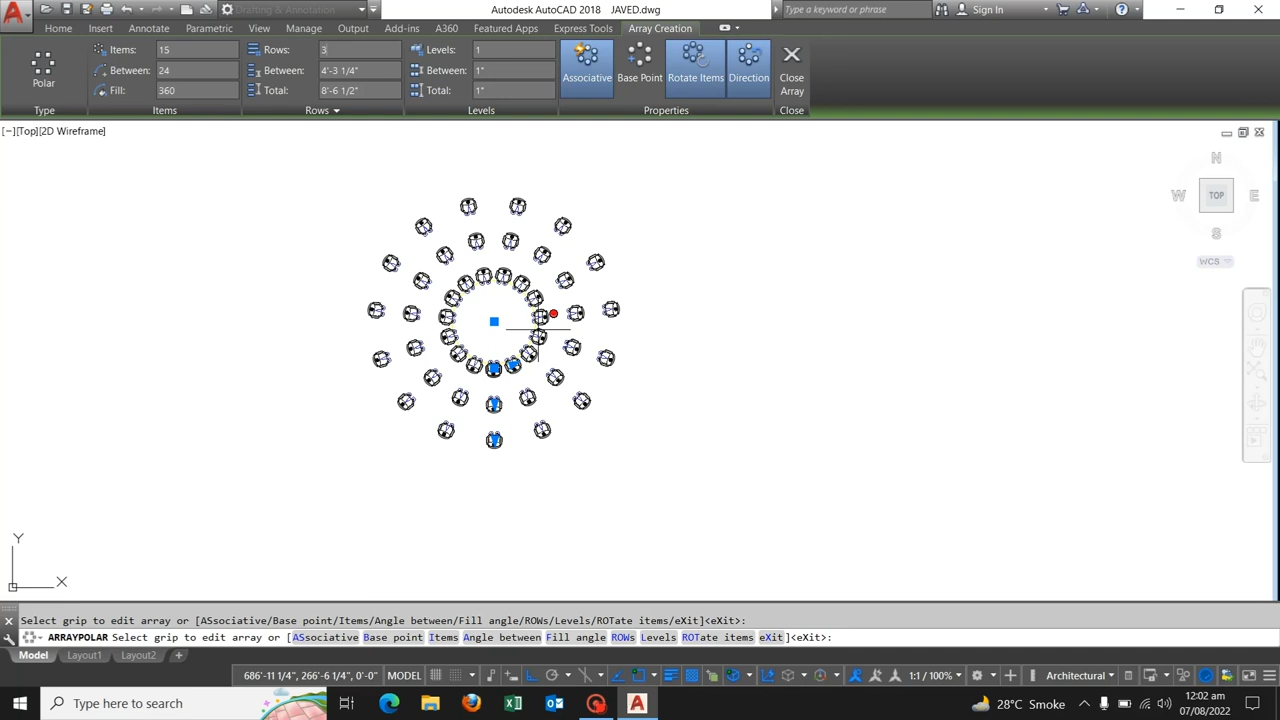 Drafting & Annotation
Autodesk AutoCAD 2018 JAVED.dwg
Type a keyword or phrase
Sign In
Home Insert Annotate Parametric View Manage Output Add-ins A360 Featured Apps Express Tools Array Creation
Polar
Items: 15
Between: 24
Fill: 360
Rows: 3
Between: 4'-3 1/4"
Total: 8'-6 1/2"
Levels: 1
Between: 1"
Total: 1"
Associative Base Point Rotate Items Direction Close Array
Type Items Rows Levels Properties Close
[−][Top][2D Wireframe]
N
W TOP E
S
WCS
Y
X
Select grip to edit array or [ASsociative/Base point/Items/Angle between/Fill angle/ROWs/Levels/ROTate items/eXit]<eXit>:
ARRAYPOLAR Select grip to edit array or [ASsociative Base point Items Angle between Fill angle ROWs Levels ROTate items eXit]<eXit>:
Model Layout1 Layout2 +
686'-11 1/4", 266'-6 1/4", 0'-0" MODEL 1:1 / 100% Architectural
Type here to search
28°C Smoke
12:02 am
07/08/2022